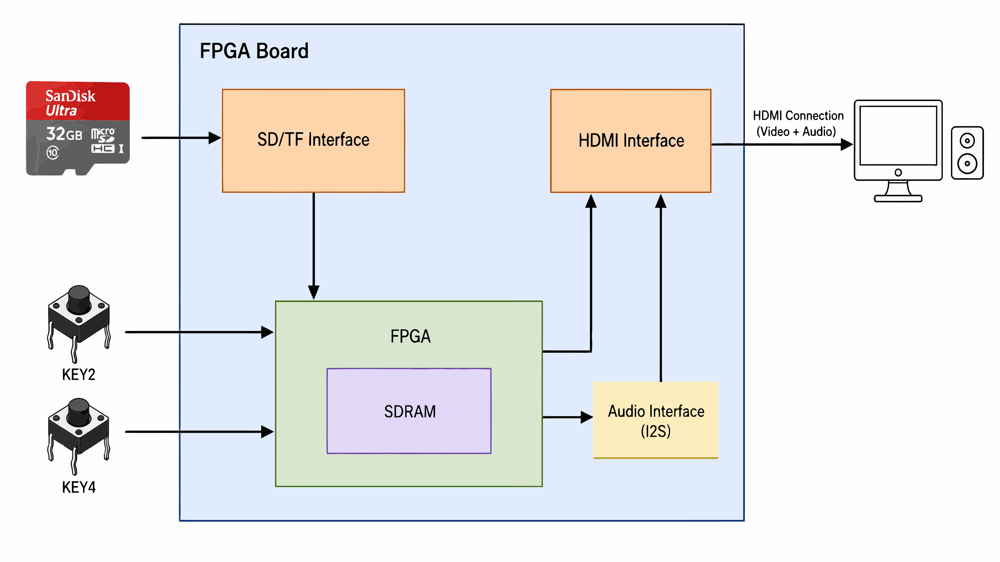 FPGA Board
SanDisk
Ultra
32GB
micro
SD
HC I
10
SD/TF Interface
HDMI Interface
HDMI Connection
(Video + Audio)
KEY2
KEY4
FPGA
SDRAM
Audio Interface
(I2S)